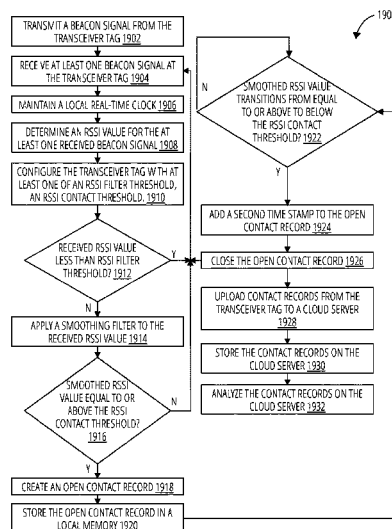 190
TRANSMIT A BEACON SIGNAL FROM THE
TRANSCEIVER TAG 1902
RECEIVE AT LEAST ONE BEACON SIGNAL AT
THE TRANSCEIVER TAG 1904
MAINTAIN A LOCAL REAL-TIME CLOCK 1906
DETERMINE AN RSSI VALUE FOR THE AT
LEAST ONE RECEIVED BEACON SIGNAL 1908
CONFIGURE THE TRANSCEIVER TAG WITH AT
LEAST ONE OF AN RSSI FILTER THRESHOLD,
AN RSSI CONTACT THRESHOLD. 1910
RECEIVED RSSI VALUE
LESS THAN RSSI FILTER
THRESHOLD? 1912
Y
N
APPLY A SMOOTHING FILTER TO THE
RECEIVED RSSI VALUE 1914
SMOOTHED RSSI
VALUE EQUAL TO OR
ABOVE THE RSSI
CONTACT THRESHOLD?
1916
N
Y
CREATE AN OPEN CONTACT RECORD 1918
STORE THE OPEN CONTACT RECORD IN A
LOCAL MEMORY 1920
N
SMOOTHED RSSI VALUE
TRANSITIONS FROM EQUAL
TO OR ABOVE TO BELOW
THE RSSI CONTACT
THRESHOLD?
1922
Y
ADD A SECOND TIME STAMP TO THE OPEN
CONTACT RECORD 1924
CLOSE THE OPEN CONTACT RECORD 1926
UPLOAD CONTACT RECORDS FROM THE
TRANSCEIVER TAG TO A CLOUD SERVER
1928
STORE THE CONTACT RECORDS ON THE
CLOUD SERVER 1930
ANALYZE THE CONTACT RECORDS ON THE
CLOUD SERVER 1932